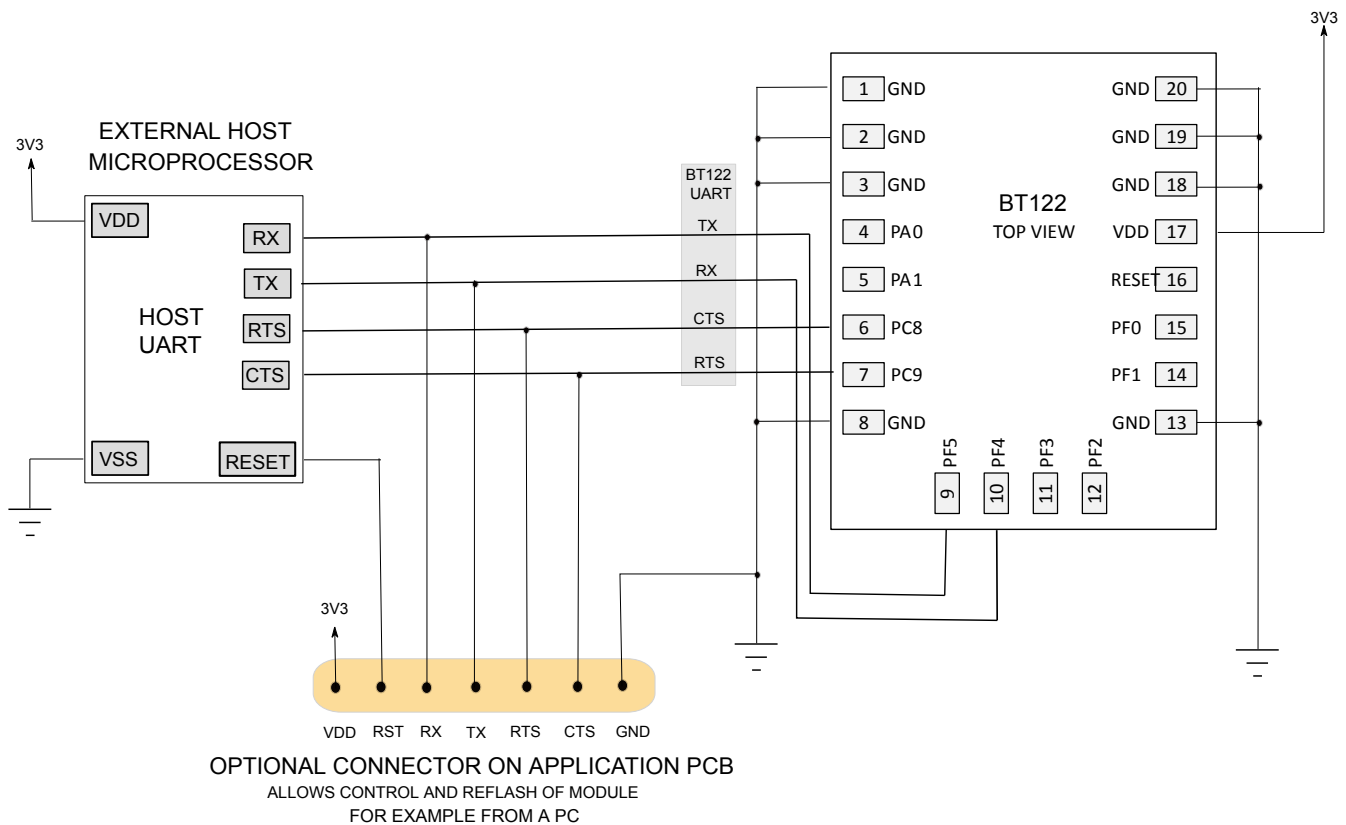 3V3
EXTERNAL HOST
MICROPROCESSOR
3V3
VDD
RX
TX
HOST
UART
RTS
CTS
VSS
RESET
BT122
UART
TX
RX
CTS
RTS
1 GND
2 GND
3 GND
4 PA0
5 PA1
6 PC8
7 PC9
8 GND
BT122
TOP VIEW
GND 20
GND 19
GND 18
VDD 17
RESET 16
PF0 15
PF1 14
GND 13
PF5 PF4 PF3 PF2
9 10 11 12
3V3
VDD RST RX TX RTS CTS GND
OPTIONAL CONNECTOR ON APPLICATION PCB
ALLOWS CONTROL AND REFLASH OF MODULE
FOR EXAMPLE FROM A PC